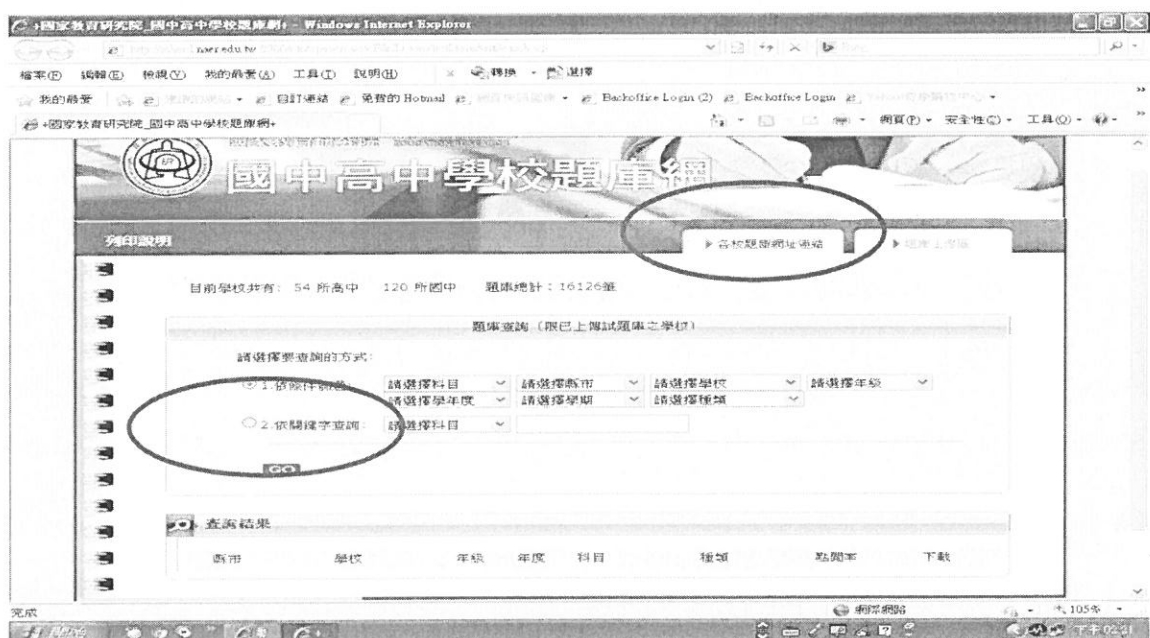 +國家教育研究院_國中高中學校題庫網+ - Windows Internet Explorer
naer.edu.tw
檔案(F) 編輯(E) 檢視(V) 我的最愛(A) 工具(T) 說明(H) × 轉換 選擇
我的最愛 自訂連結 免費的 Hotmail Backoffice Login (2) Backoffice Login
+國家教育研究院_國中高中學校題庫網+ 網頁(P) 安全性(S) 工具(O)
國中高中學校題庫網
列印說明 各校題庫網址連結
目前學校共有: 54 所高中 120 所國中 題庫總計:16126筆
題庫查詢(限已上傳試題庫之學校)
請選擇要查詢的方式:
請選擇科目 請選擇縣市 請選擇學校 請選擇年級
請選擇學年度 請選擇學期 請選擇種類
2.依關鍵字查詢: 請選擇科目
GO
查詢結果
縣市 學校 年級 年度 科目 種類 點閱率 下載
完成 網際網路 105%
下午 02:21